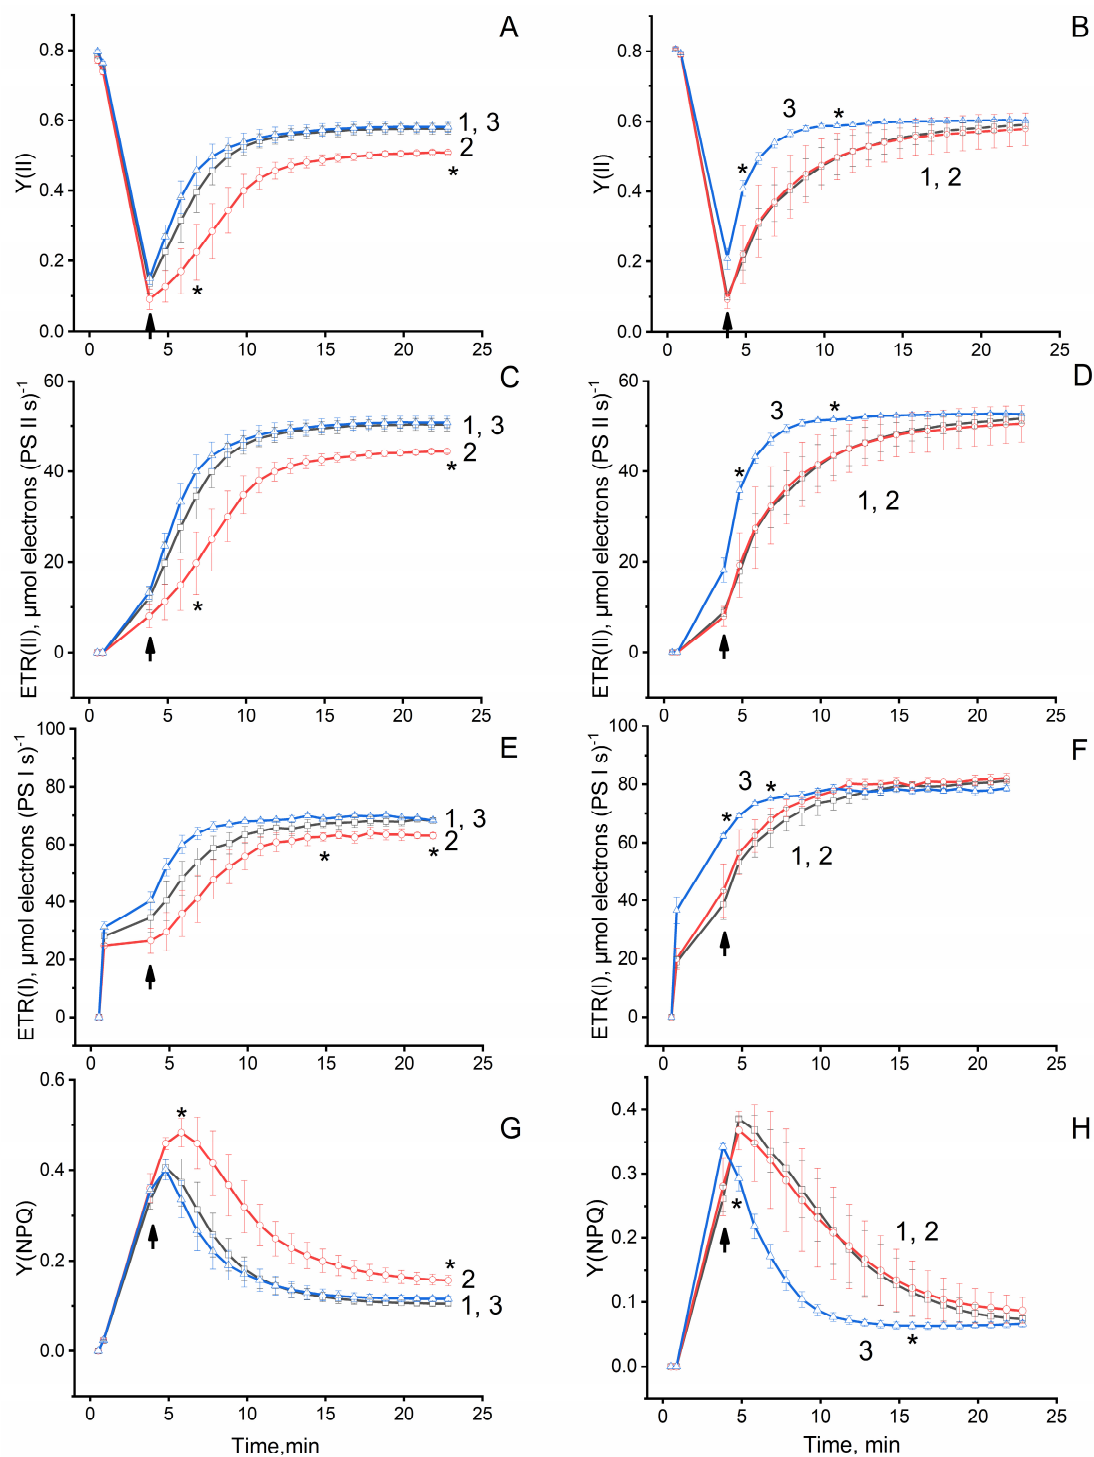 A
0.8
0.6
0.4
0.2
0.0
Y(II)
1, 3
2
*
*
0 5 10 15 20 25
B
0.8
0.6
0.4
0.2
0.0
Y(II)
3
*
*
1, 2
0 5 10 15 20 25
C
60
40
20
0
ETR(II), µmol electrons (PS II s)⁻¹
1, 3
2
*
*
0 5 10 15 20 25
D
60
40
20
0
ETR(II), µmol electrons (PS II s)⁻¹
3
*
*
1, 2
0 5 10 15 20 25
E
100
80
60
40
20
0
ETR(I), µmol electrons (PS I s)⁻¹
1, 3
2
*
*
0 5 10 15 20 25
F
100
80
60
40
20
0
ETR(I), µmol electrons (PS I s)⁻¹
3
*
*
1, 2
0 5 10 15 20 25
G
0.6
0.4
0.2
0.0
Y(NPQ)
*
*
2
1, 3
0 5 10 15 20 25
Time,min
H
0.4
0.3
0.2
0.1
0.0
Y(NPQ)
*
1, 2
3
*
0 5 10 15 20 25
Time, min